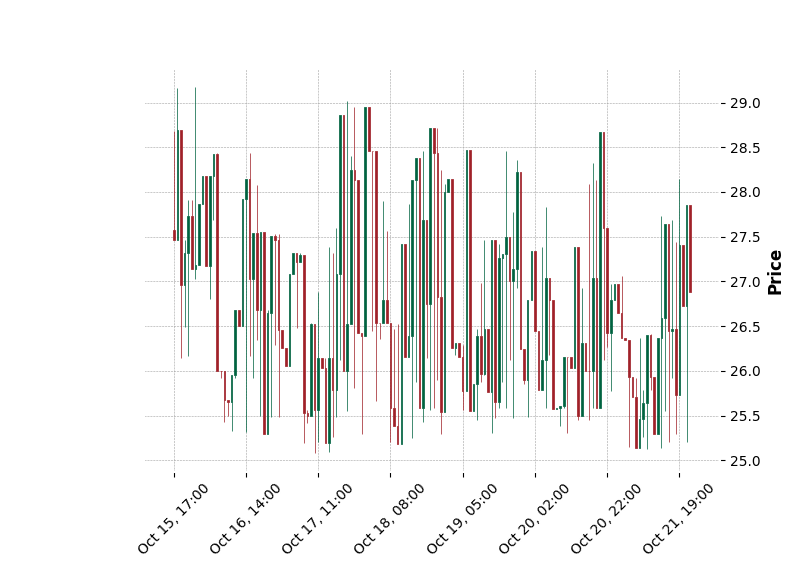 29.0
28.5
28.0
27.5
27.0
26.5
26.0
25.5
25.0
Price
Oct 15, 17:00
Oct 16, 14:00
Oct 17, 11:00
Oct 18, 08:00
Oct 19, 05:00
Oct 20, 02:00
Oct 20, 22:00
Oct 21, 19:00